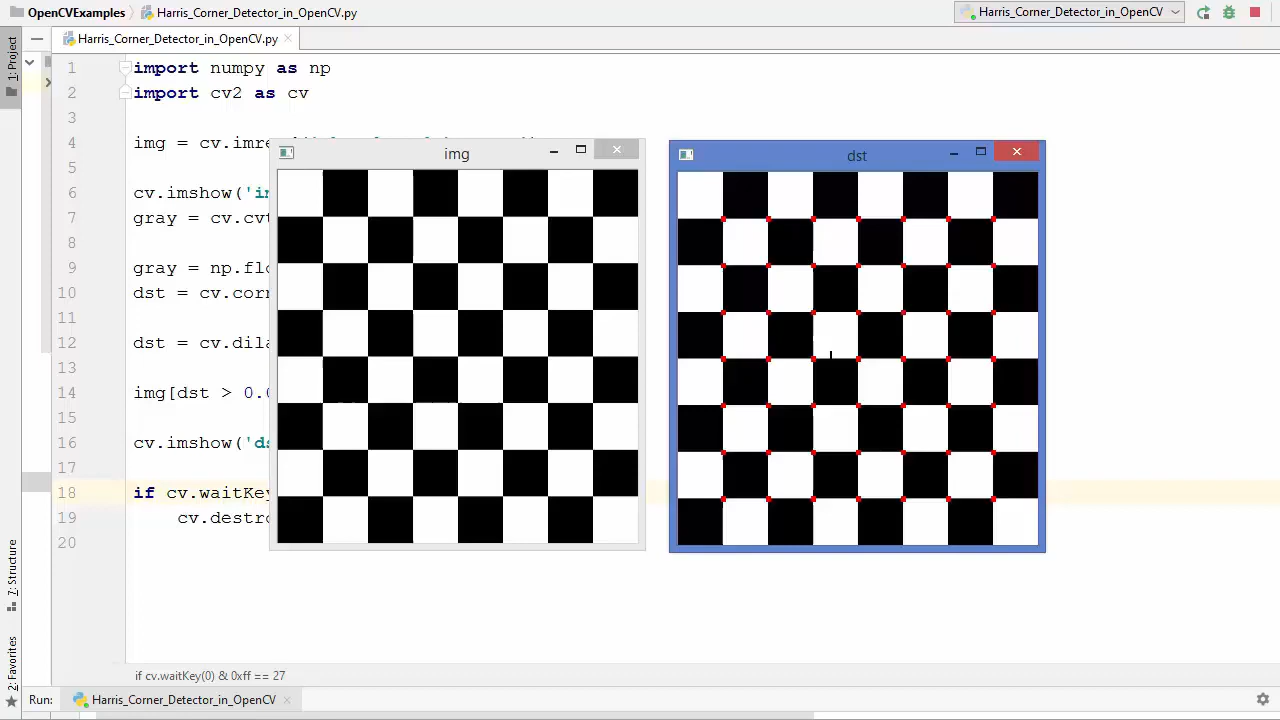 OpenCVExamples Harris_Corner_Detector_in_OpenCV.py
Harris_Corner_Detector_in_OpenCV
Harris_Corner_Detector_in_OpenCV.py
1: Project
1 import numpy as np
2 import cv2 as cv
3
4 img = cv.imre
5
6 cv.imshow('i
7 gray = cv.cvt
8
9 gray = np.flo
10 dst = cv.corn
11
12 dst = cv.dila
13
14 img[dst > 0.0
15
16 cv.imshow('ds
17
18 if cv.waitKey
19 cv.destro
20
img
dst
Z: Structure
2: Favorites
if cv.waitKey(0) & 0xff == 27
Run: Harris_Corner_Detector_in_OpenCV